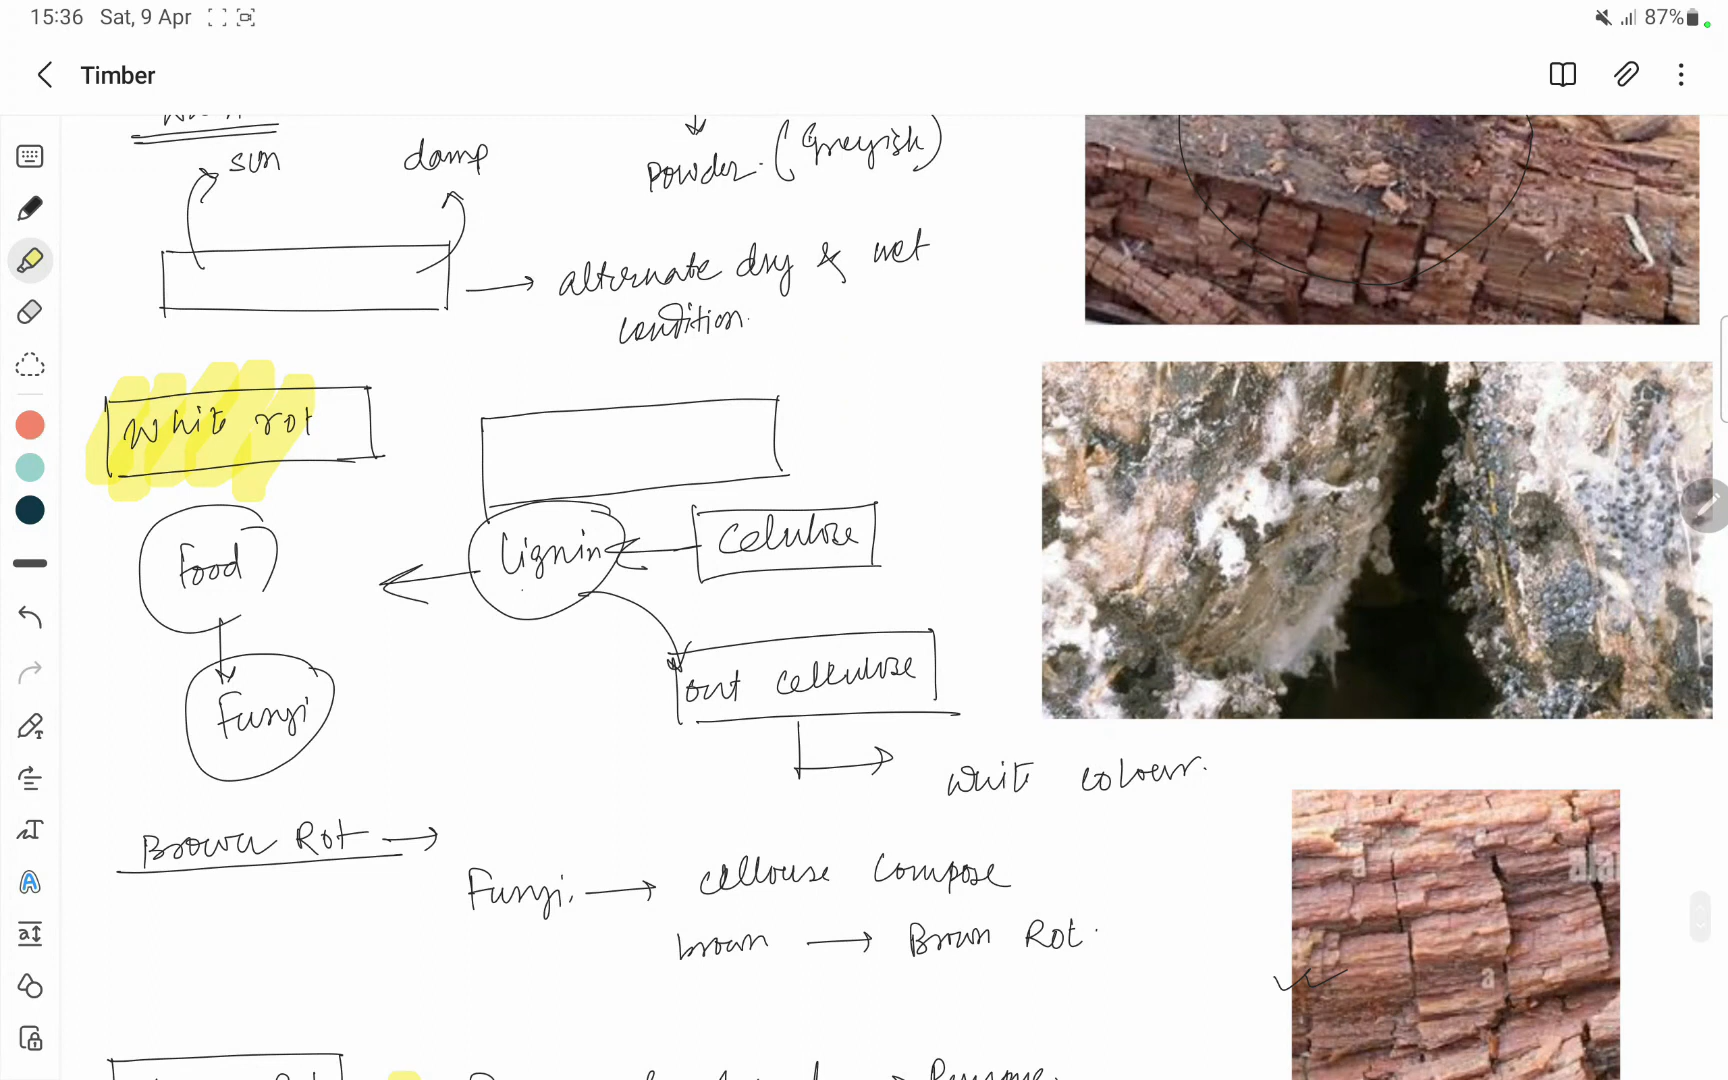 15:36 Sat, 9 Apr
87%
Timber
sun
damp
Powder. (Greyish)
alternate dry & wet
condition.
White rot
Food
Lignin
Celulose
out cellulose
Fungi
white colour.
Brown Rot
Fungi.
cellouse compose
brown
Brown Rot.
a
alar
a